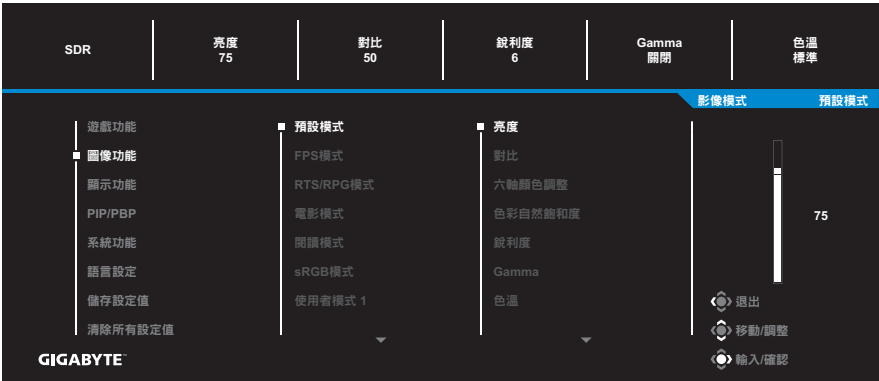 SDR
亮度
75
對比
50
銳利度
6
Gamma
關閉
色溫
標準
影像模式
預設模式
遊戲功能
圖像功能
顯示功能
PIP/PBP
系統功能
語言設定
儲存設定值
清除所有設定值
預設模式
FPS模式
RTS/RPG模式
電影模式
閱讀模式
sRGB模式
使用者模式 1
亮度
對比
六軸顏色調整
色彩自然飽和度
銳利度
Gamma
色溫
75
退出
移動/調整
輸入/確認
GIGABYTE™